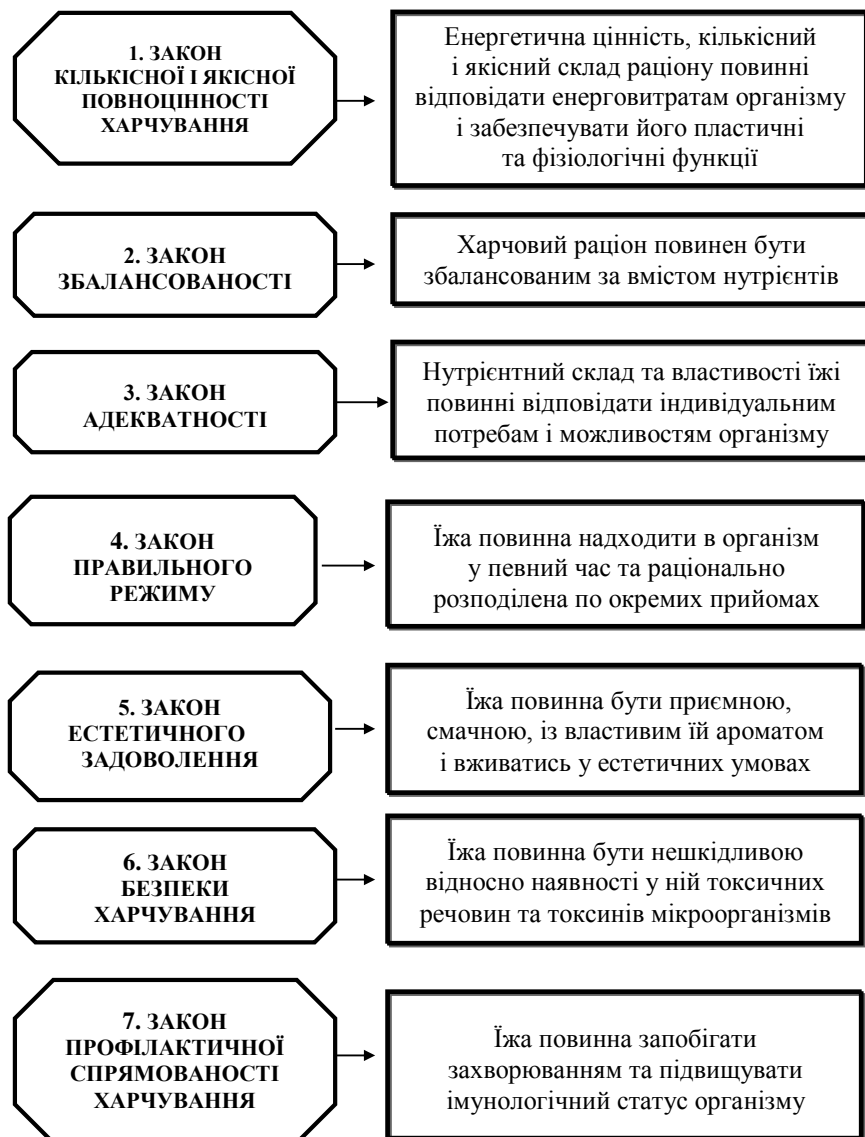 1. ЗАКОН
КІЛЬКІСНОЇ І ЯКІСНОЇ
ПОВНОЦІННОСТІ
ХАРЧУВАННЯ
Енергетична цінність, кількісний
і якісний склад раціону повинні
відповідати енерговитратам організму
і забезпечувати його пластичні
та фізіологічні функції
2. ЗАКОН
ЗБАЛАНСОВАНОСТІ
Харчовий раціон повинен бути
збалансованим за вмістом нутрієнтів
3. ЗАКОН
АДЕКВАТНОСТІ
Нутрієнтний склад та властивості їжі
повинні відповідати індивідуальним
потребам і можливостям організму
4. ЗАКОН
ПРАВИЛЬНОГО
РЕЖИМУ
Їжа повинна надходити в організм
у певний час та раціонально
розподілена по окремих прийомах
5. ЗАКОН
ЕСТЕТИЧНОГО
ЗАДОВОЛЕННЯ
Їжа повинна бути приємною,
смачною, із властивим їй ароматом
і вживатись у естетичних умовах
6. ЗАКОН
БЕЗПЕКИ
ХАРЧУВАННЯ
Їжа повинна бути нешкідливою
відносно наявності у ній токсичних
речовин та токсинів мікроорганізмів
7. ЗАКОН
ПРОФІЛАКТИЧНОЇ
СПРЯМОВАНОСТІ
ХАРЧУВАННЯ
Їжа повинна запобігати
захворюванням та підвищувати
імунологічний статус організму